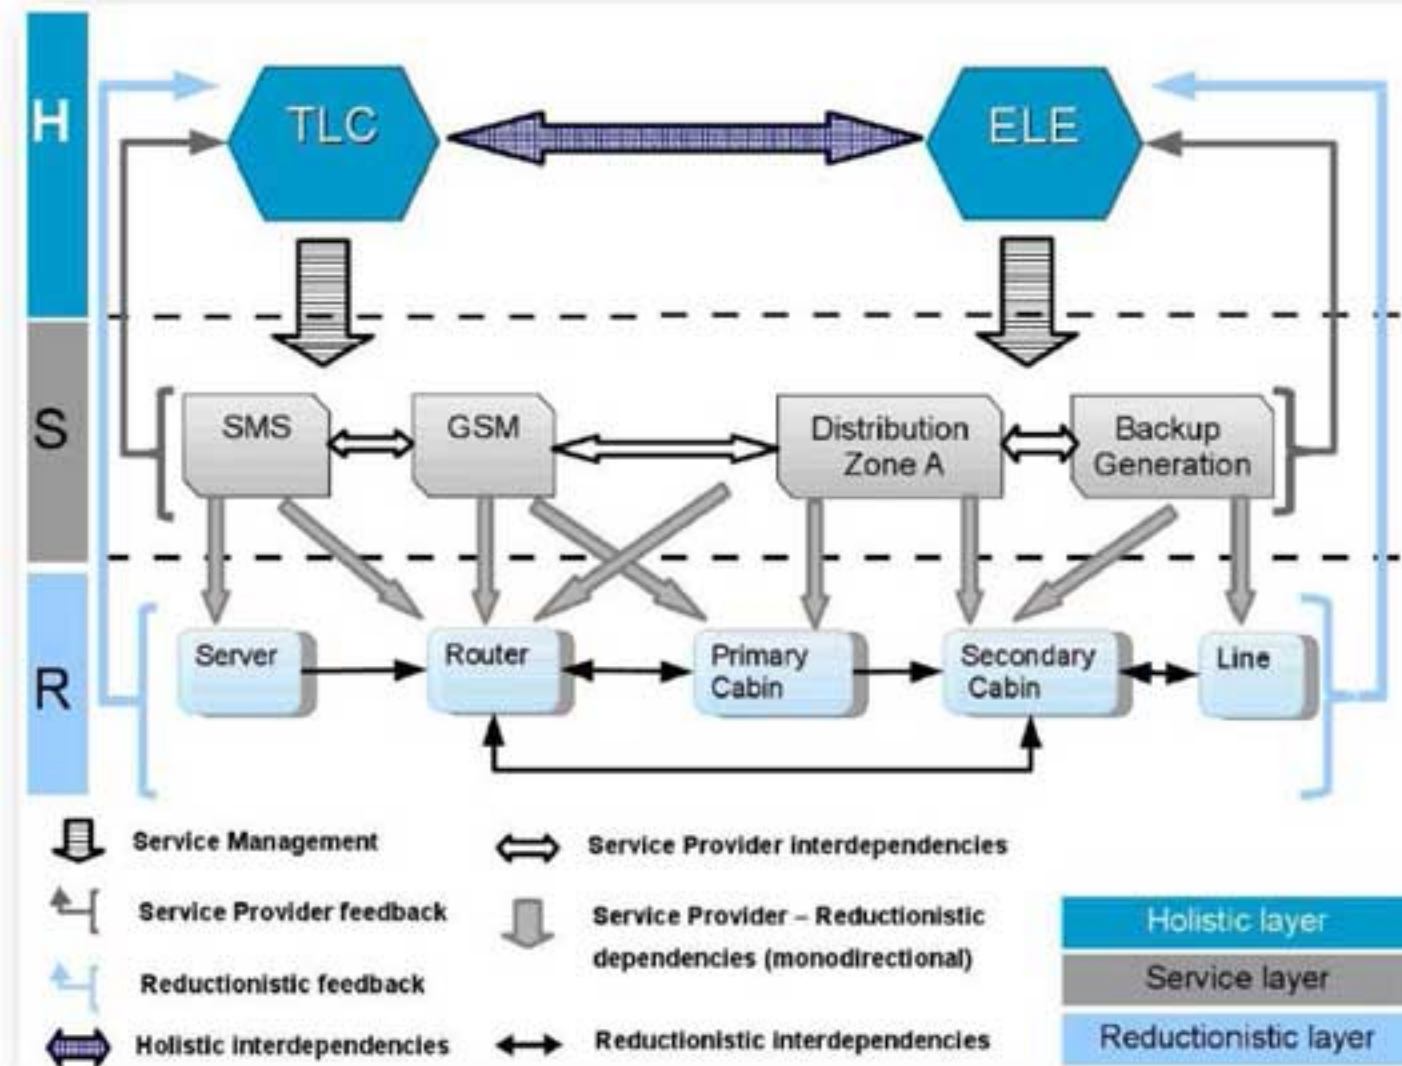 H
TLC
ELE
S
SMS
GSM
Distribution
Zone A
Backup
Generation
R
Server
Router
Primary
Cabin
Secondary
Cabin
Line
Service Management
Service Provider interdependencies
Service Provider feedback
Service Provider – Reductionistic
dependencies (monodirectional)
Reductionistic feedback
Holistic interdependencies
Reductionistic interdependencies
Holistic layer
Service layer
Reductionistic layer